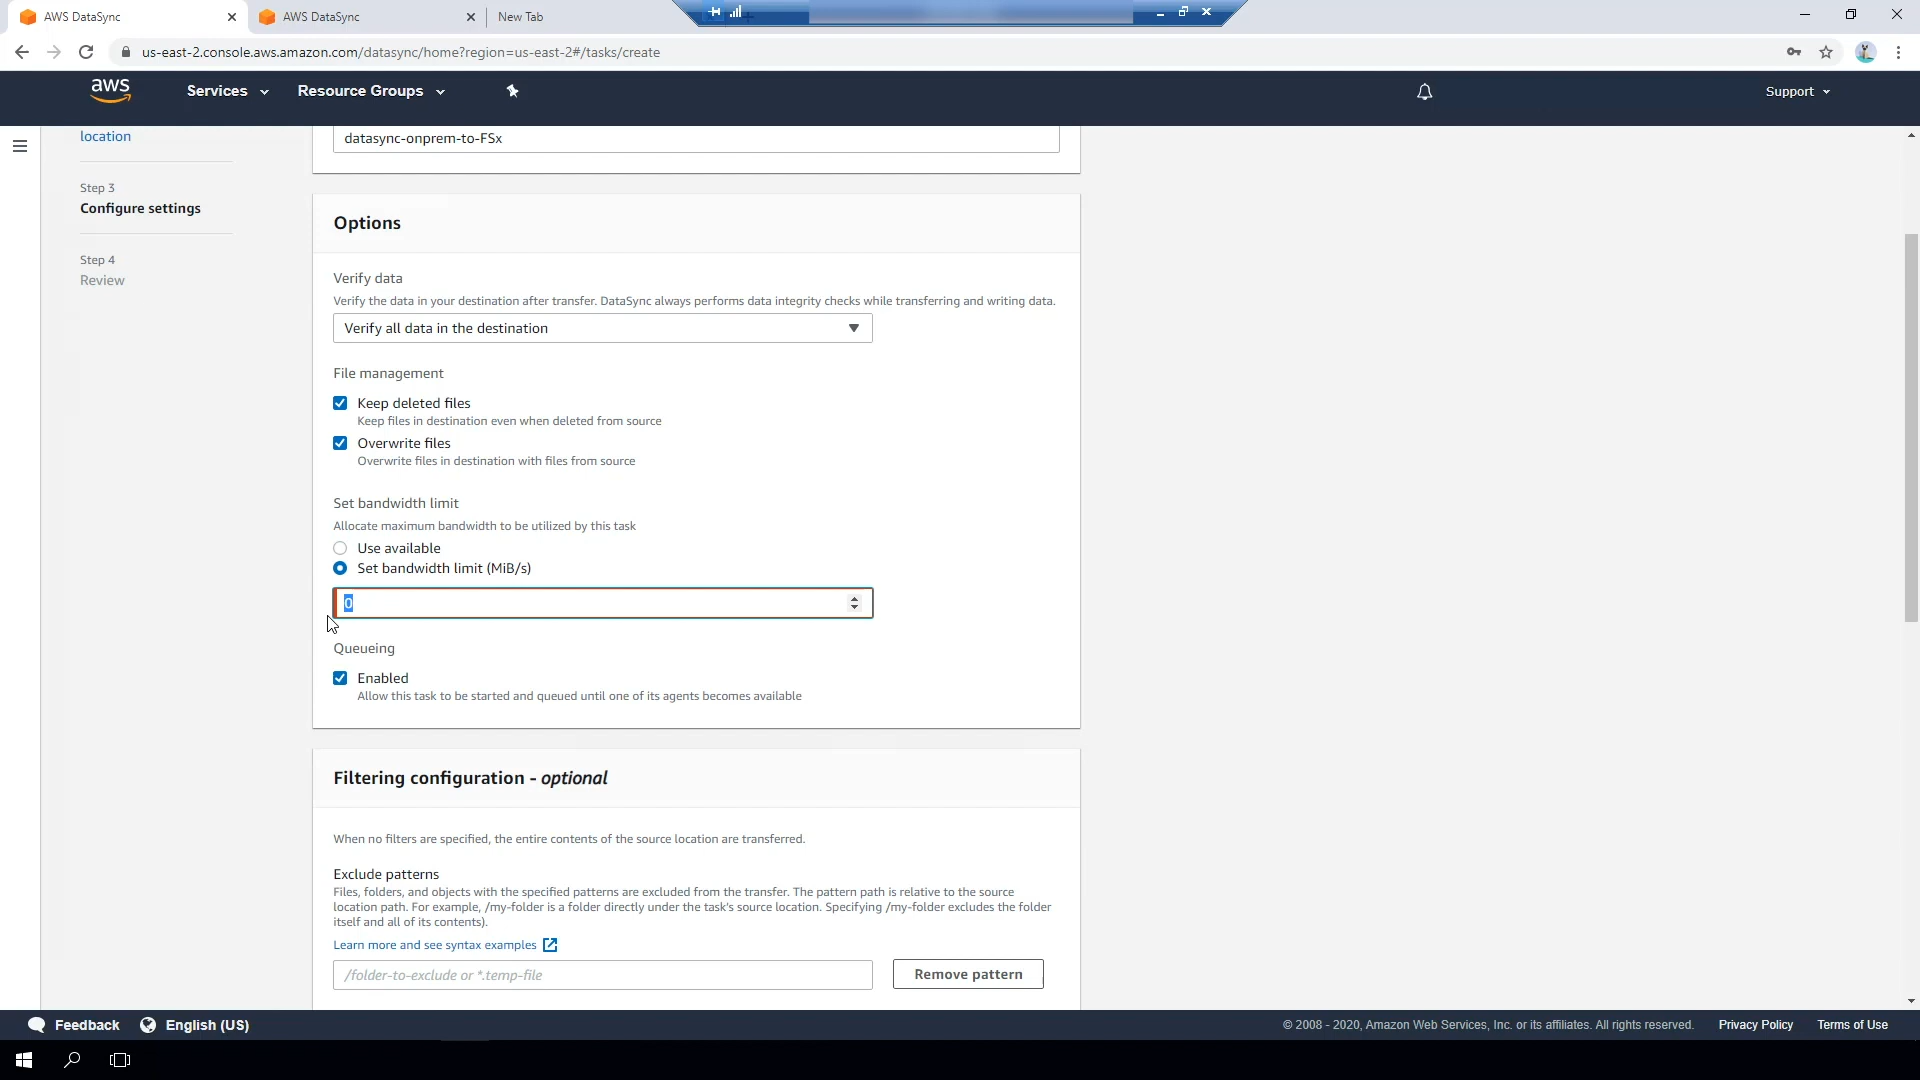 AWS DataSync
AWS DataSync
New Tab
us-east-2.console.aws.amazon.com/datasync/home?region=us-east-2#/tasks/create
aws
Services
Resource Groups
Support
location
datasync-onprem-to-FSx
Step 3
Configure settings
Step 4
Review
Options
Verify data
Verify the data in your destination after transfer. DataSync always performs data integrity checks while transferring and writing data.
Verify all data in the destination
File management
Keep deleted files
Keep files in destination even when deleted from source
Overwrite files
Overwrite files in destination with files from source
Set bandwidth limit
Allocate maximum bandwidth to be utilized by this task
Use available
Set bandwidth limit (MiB/s)
0
Queueing
Enabled
Allow this task to be started and queued until one of its agents becomes available
Filtering configuration - optional
When no filters are specified, the entire contents of the source location are transferred.
Exclude patterns
Files, folders, and objects with the specified patterns are excluded from the transfer. The pattern path is relative to the source
location path. For example, /my-folder is a folder directly under the task's source location. Specifying /my-folder excludes the folder
itself and all of its contents).
Learn more and see syntax examples
/folder-to-exclude or *.temp-file
Remove pattern
Feedback
English (US)
© 2008 - 2020, Amazon Web Services, Inc. or its affiliates. All rights reserved.
Privacy Policy
Terms of Use